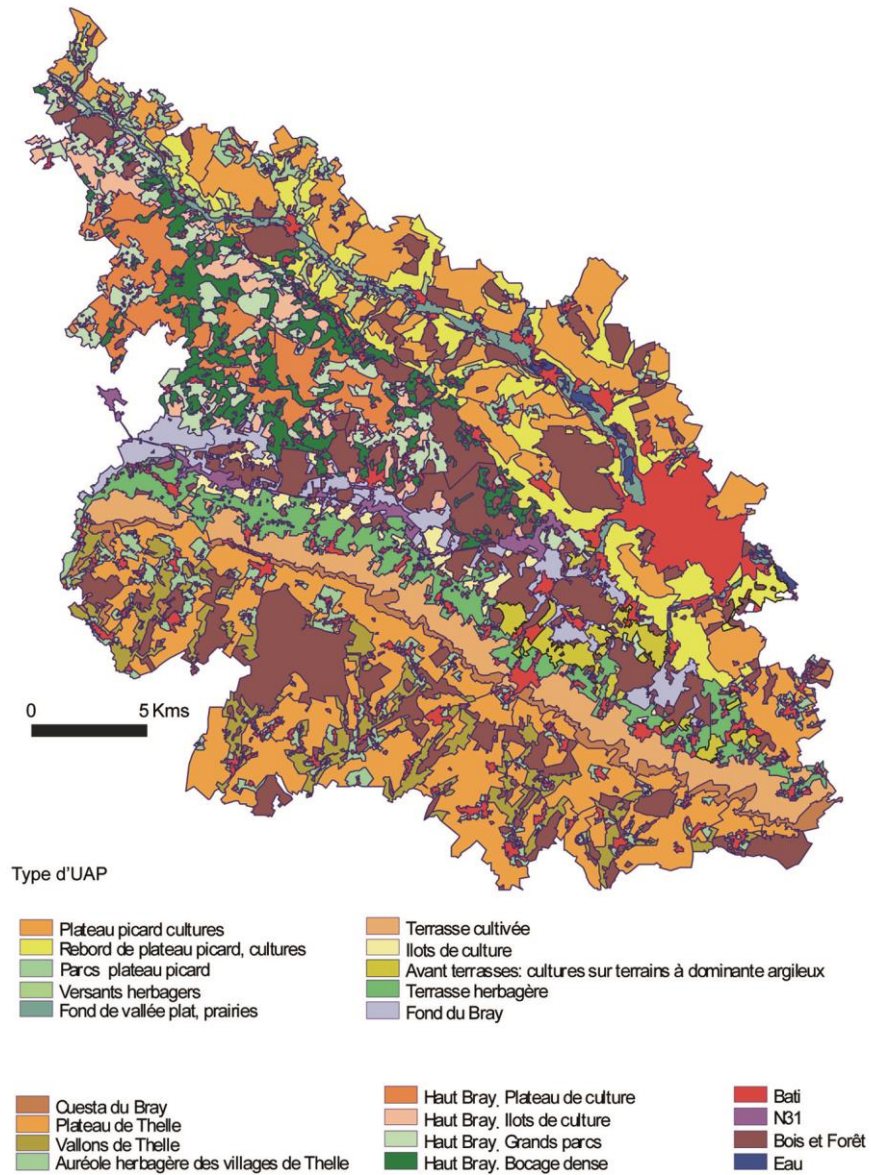 0 5 Kms
Type d'UAP
Plateau picard cultures
Rebord de plateau picard, cultures
Parcs plateau picard
Versants herbagers
Fond de vallée plat, prairies
Terrasse cultivée
Ilots de culture
Avant terrasses: cultures sur terrains à dominante argileux
Terrasse herbagère
Fond du Bray
Cuesta du Bray
Plateau de Thelle
Vallons de Thelle
Auréole herbagère des villages de Thelle
Haut Bray, Plateau de culture
Haut Bray, Ilots de culture
Haut Bray, Grands parcs
Haut Bray, Bocage dense
Bati
N31
Bois et Forêt
Eau